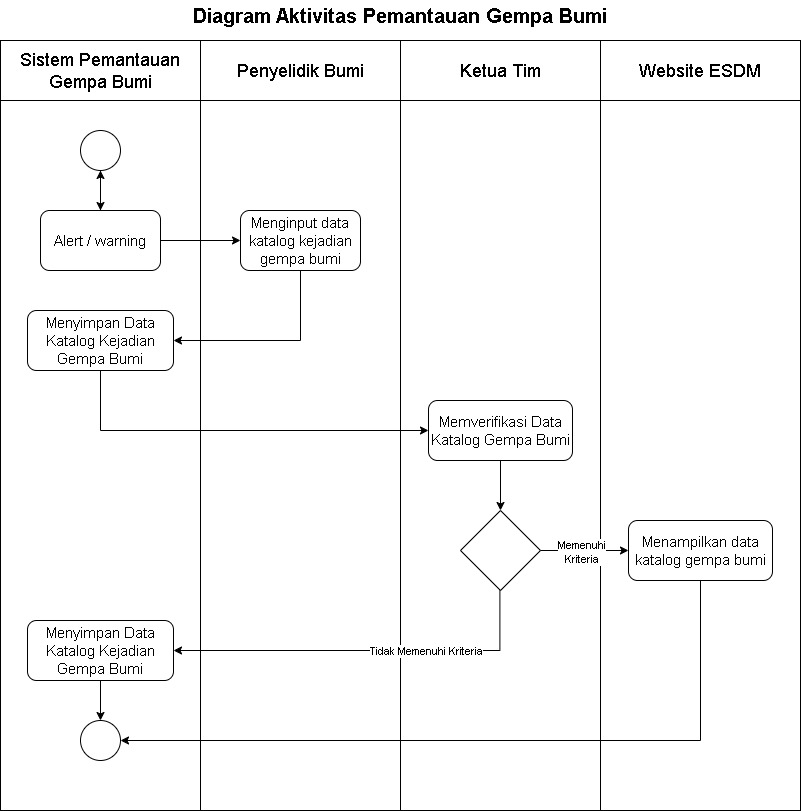 Diagram Aktivitas Pemantauan Gempa Bumi
Sistem Pemantauan
Gempa Bumi
Penyelidik Bumi
Ketua Tim
Website ESDM
Alert / warning
Menginput data
katalog kejadian
gempa bumi
Menyimpan Data
Katalog Kejadian
Gempa Bumi
Memverifikasi Data
Katalog Gempa Bumi
Memenuhi
Kriteria
Menampilkan data
katalog gempa bumi
Tidak Memenuhi Kriteria
Menyimpan Data
Katalog Kejadian
Gempa Bumi